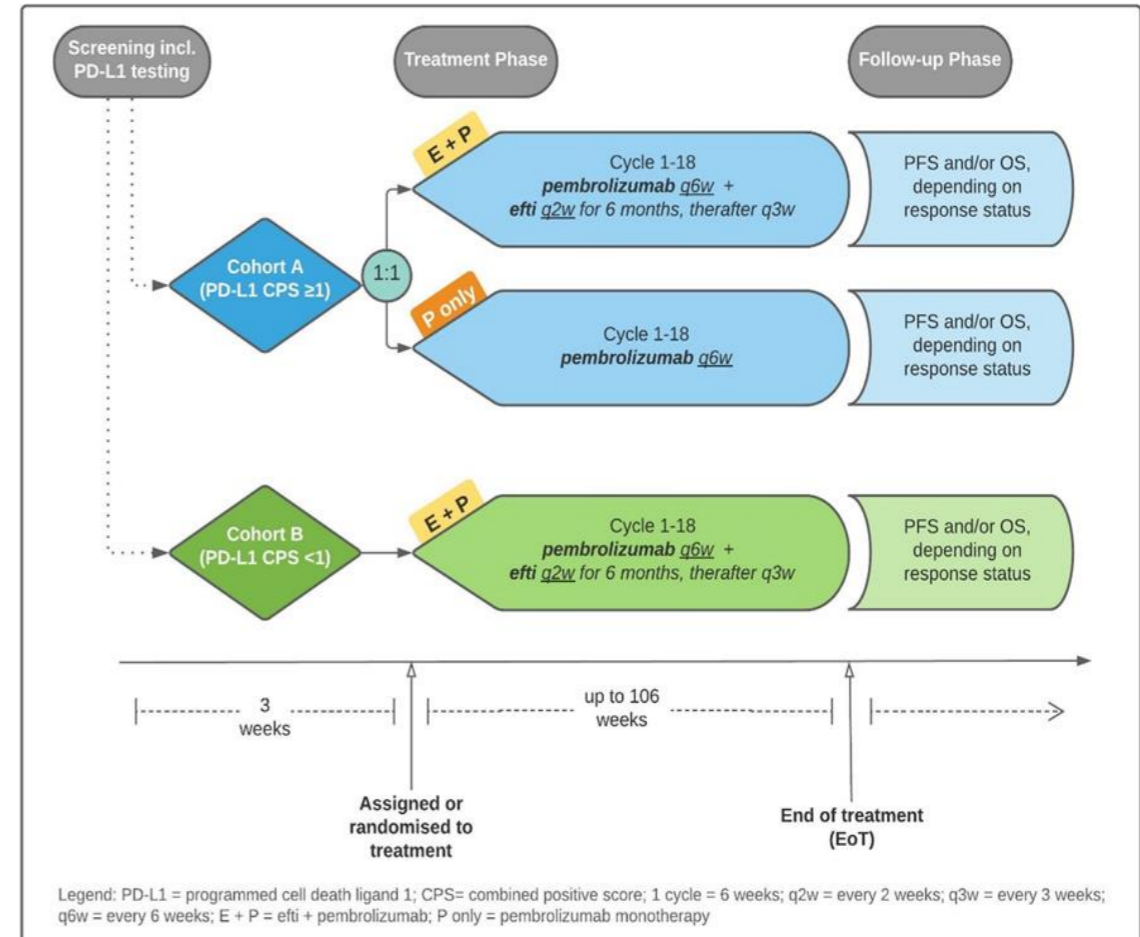 Screening incl.
PD-L1 testing
Treatment Phase
Follow-up Phase
E + P
Cycle 1-18
pembrolizumab q6w +
efti q2w for 6 months, therafter q3w
PFS and/or OS,
depending on
response status
Cohort A
(PD-L1 CPS ≥1)
1:1
P only
Cycle 1-18
pembrolizumab q6w
PFS and/or OS,
depending on
response status
Cohort B
(PD-L1 CPS <1)
E + P
Cycle 1-18
pembrolizumab q6w +
efti q2w for 6 months, therafter q3w
PFS and/or OS,
depending on
response status
3
weeks
up to 106
weeks
Assigned or
randomised to
treatment
End of treatment
(EoT)
Legend: PD-L1 = programmed cell death ligand 1; CPS= combined positive score; 1 cycle = 6 weeks; q2w = every 2 weeks; q3w = every 3 weeks;
q6w = every 6 weeks; E + P = efti + pembrolizumab; P only = pembrolizumab monotherapy